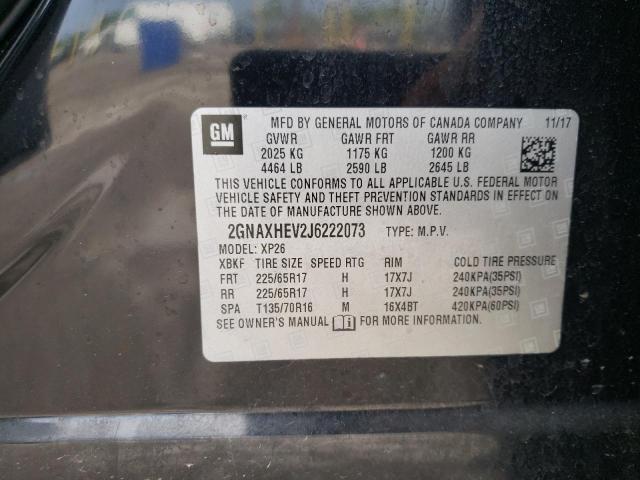 GM MFD BY GENERAL MOTORS OF CANADA COMPANY 11/17
GVWR GAWR FRT GAWR RR
2025 KG 1175 KG 1200 KG
4464 LB 2590 LB 2645 LB
THIS VEHICLE CONFORMS TO ALL APPLICABLE U.S. FEDERAL MOTOR
VEHICLE SAFETY AND THEFT PREVENTION STANDARDS IN EFFECT ON
THE DATE OF MANUFACTURE SHOWN ABOVE.
2GNAXHEV2J6222073 TYPE: M.P.V.
MODEL: XP26
XBKF TIRE SIZE SPEED RTG RIM COLD TIRE PRESSURE
FRT 225/65R17 H 17X7J 240KPA(35PSI)
RR 225/65R17 H 17X7J 240KPA(35PSI)
SPA T135/70R16 M 16X4BT 420KPA(60PSI)
SEE OWNER'S MANUAL FOR MORE INFORMATION.